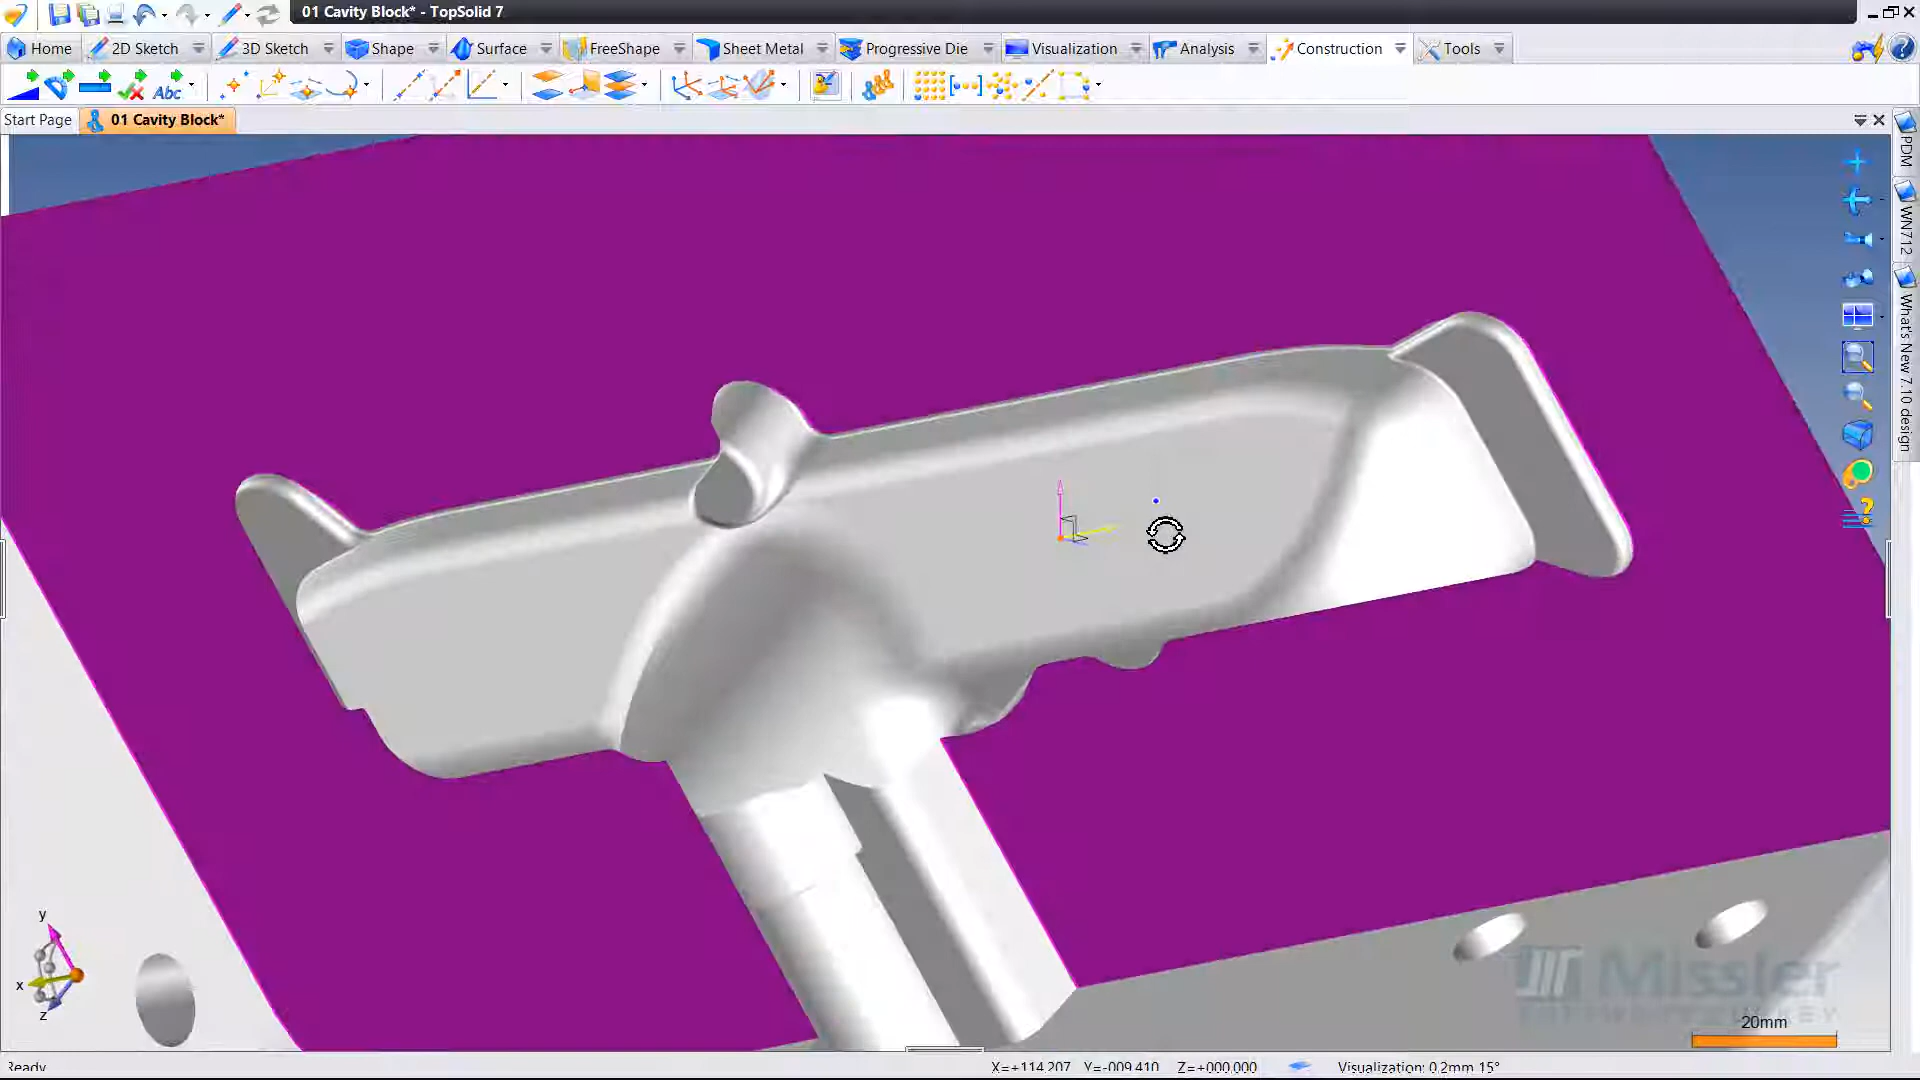 01 Cavity Block* - TopSolid 7
Home 2D Sketch 3D Sketch Shape Surface FreeShape Sheet Metal Progressive Die Visualization Analysis Construction Tools
Abc
Start Page 01 Cavity Block*
PDM
WN712
What's New 7.10 design
y
x
z
Missler
20mm
Ready X=+114.207 Y=-009.410 Z=+000.000 Visualization: 0.2mm 15°